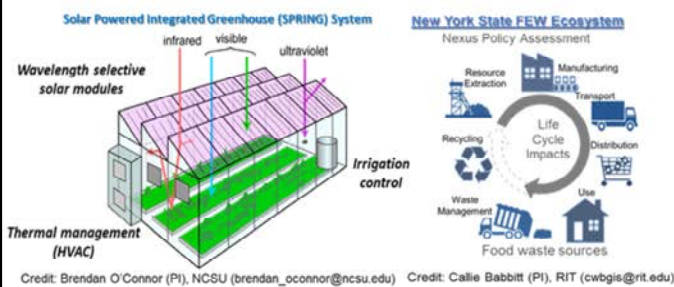 Solar Powered Integrated Greenhouse (SPRING) System
infrared
visible
ultraviolet
Wavelength selective
solar modules
Irrigation
control
Thermal management
(HVAC)
Credit: Brendan O'Connor (PI), NCSU (brendan_oconnor@ncsu.edu)
New York State FEW Ecosystem
Nexus Policy Assessment
Manufacturing
Resource
Extraction
Transport
Life
Cycle
Impacts
Recycling
Distribution
Waste
Management
Use
Food waste sources
Credit: Callie Babbitt (PI), RIT (cwbgis@rit.edu)